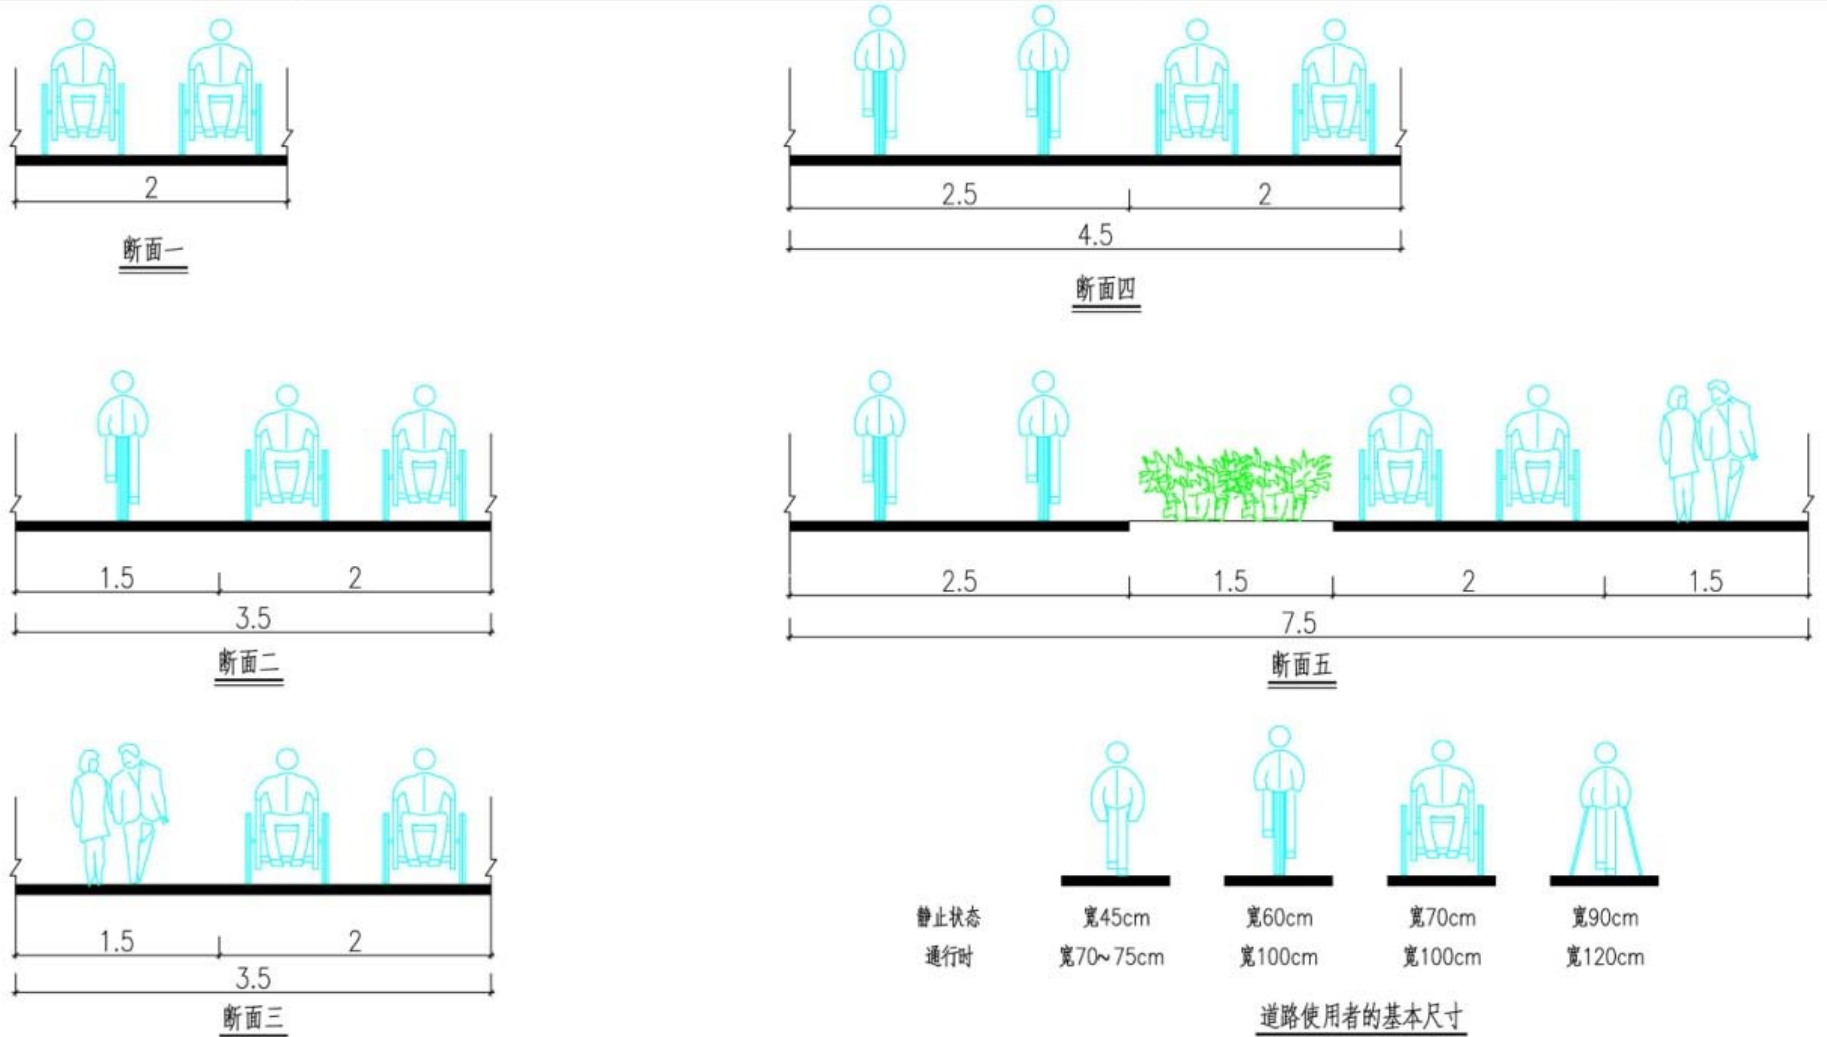 2
断面一
1.5
2
3.5
断面二
1.5
2
3.5
断面三
2.5
2
4.5
断面四
2.5
1.5
2
1.5
7.5
断面五
静止状态 宽45cm 宽60cm 宽70cm 宽90cm
通行时 宽70~75cm 宽100cm 宽100cm 宽120cm
道路使用者的基本尺寸